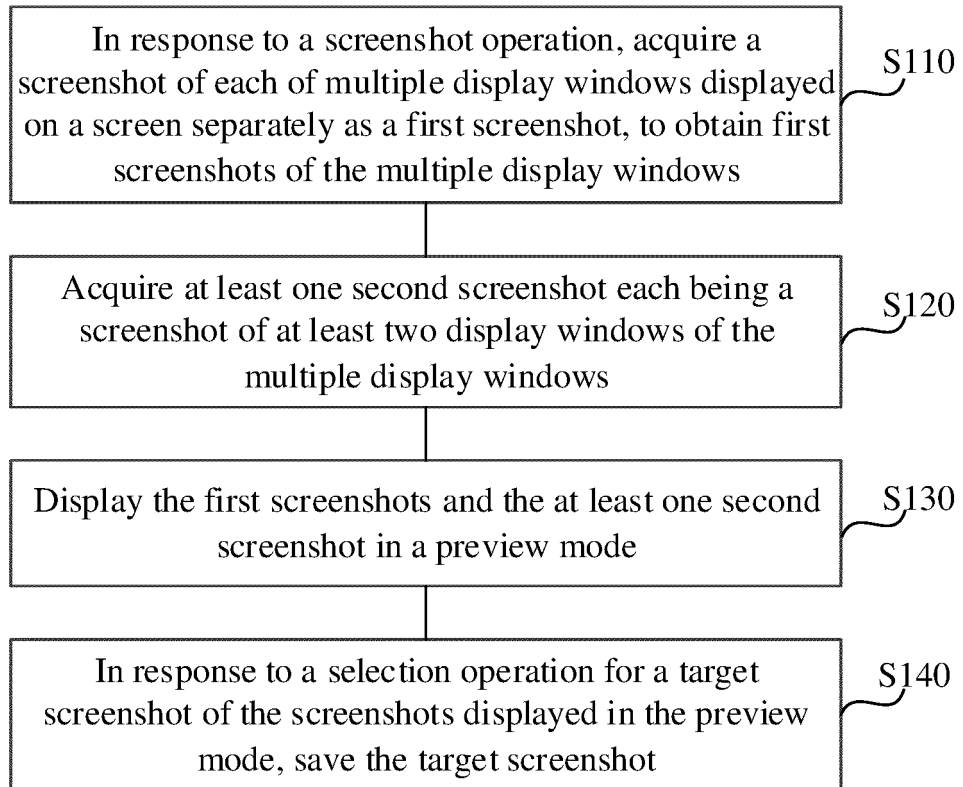 In response to a screenshot operation, acquire a
screenshot of each of multiple display windows displayed
on a screen separately as a first screenshot, to obtain first
screenshots of the multiple display windows
S110
Acquire at least one second screenshot each being a
screenshot of at least two display windows of the
multiple display windows
S120
Display the first screenshots and the at least one second
screenshot in a preview mode
S130
In response to a selection operation for a target
screenshot of the screenshots displayed in the preview
mode, save the target screenshot
S140